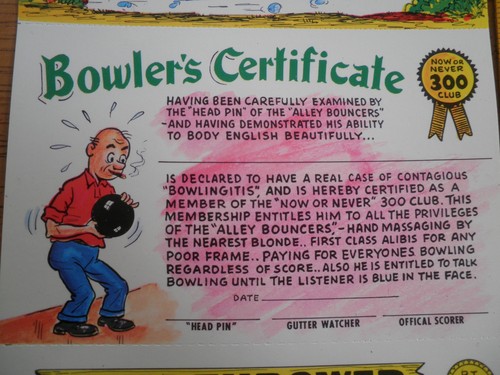 Bowler's Certificate
NOW OR
NEVER
300
CLUB
HAVING BEEN CAREFULLY EXAMINED BY
THE "HEAD PIN" OF THE "ALLEY BOUNCERS"
-AND HAVING DEMONSTRATED HIS ABILITY
TO BODY ENGLISH BEAUTIFULLY...
IS DECLARED TO HAVE A REAL CASE OF CONTAGIOUS
"BOWLINGITIS", AND IS HEREBY CERTIFIED AS A
MEMBER OF THE "NOW OR NEVER" 300 CLUB. THIS
MEMBERSHIP ENTITLES HIM TO ALL THE PRIVILEGES
OF THE "ALLEY BOUNCERS",-HAND MASSAGING BY
THE NEAREST BLONDE.. FIRST CLASS ALIBIS FOR ANY
POOR FRAME.. PAYING FOR EVERYONES BOWLING
REGARDLESS OF SCORE.. ALSO HE IS ENTITLED TO TALK
BOWLING UNTIL THE LISTENER IS BLUE IN THE FACE.
DATE
"HEAD PIN" GUTTER WATCHER OFFICAL SCORER